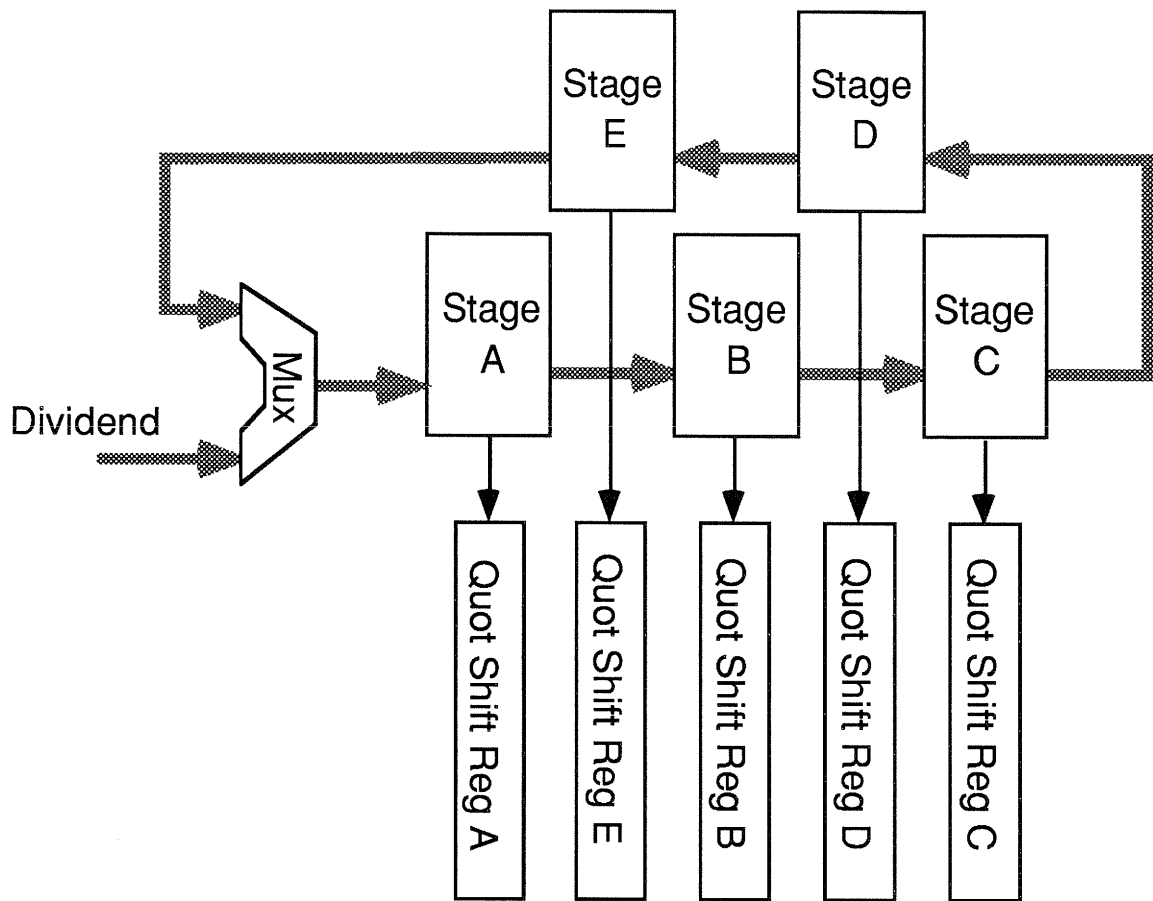 Stage
E
Stage
D
Stage
A
Stage
B
Stage
C
Mux
Dividend
Quot Shift Reg A
Quot Shift Reg E
Quot Shift Reg B
Quot Shift Reg D
Quot Shift Reg C